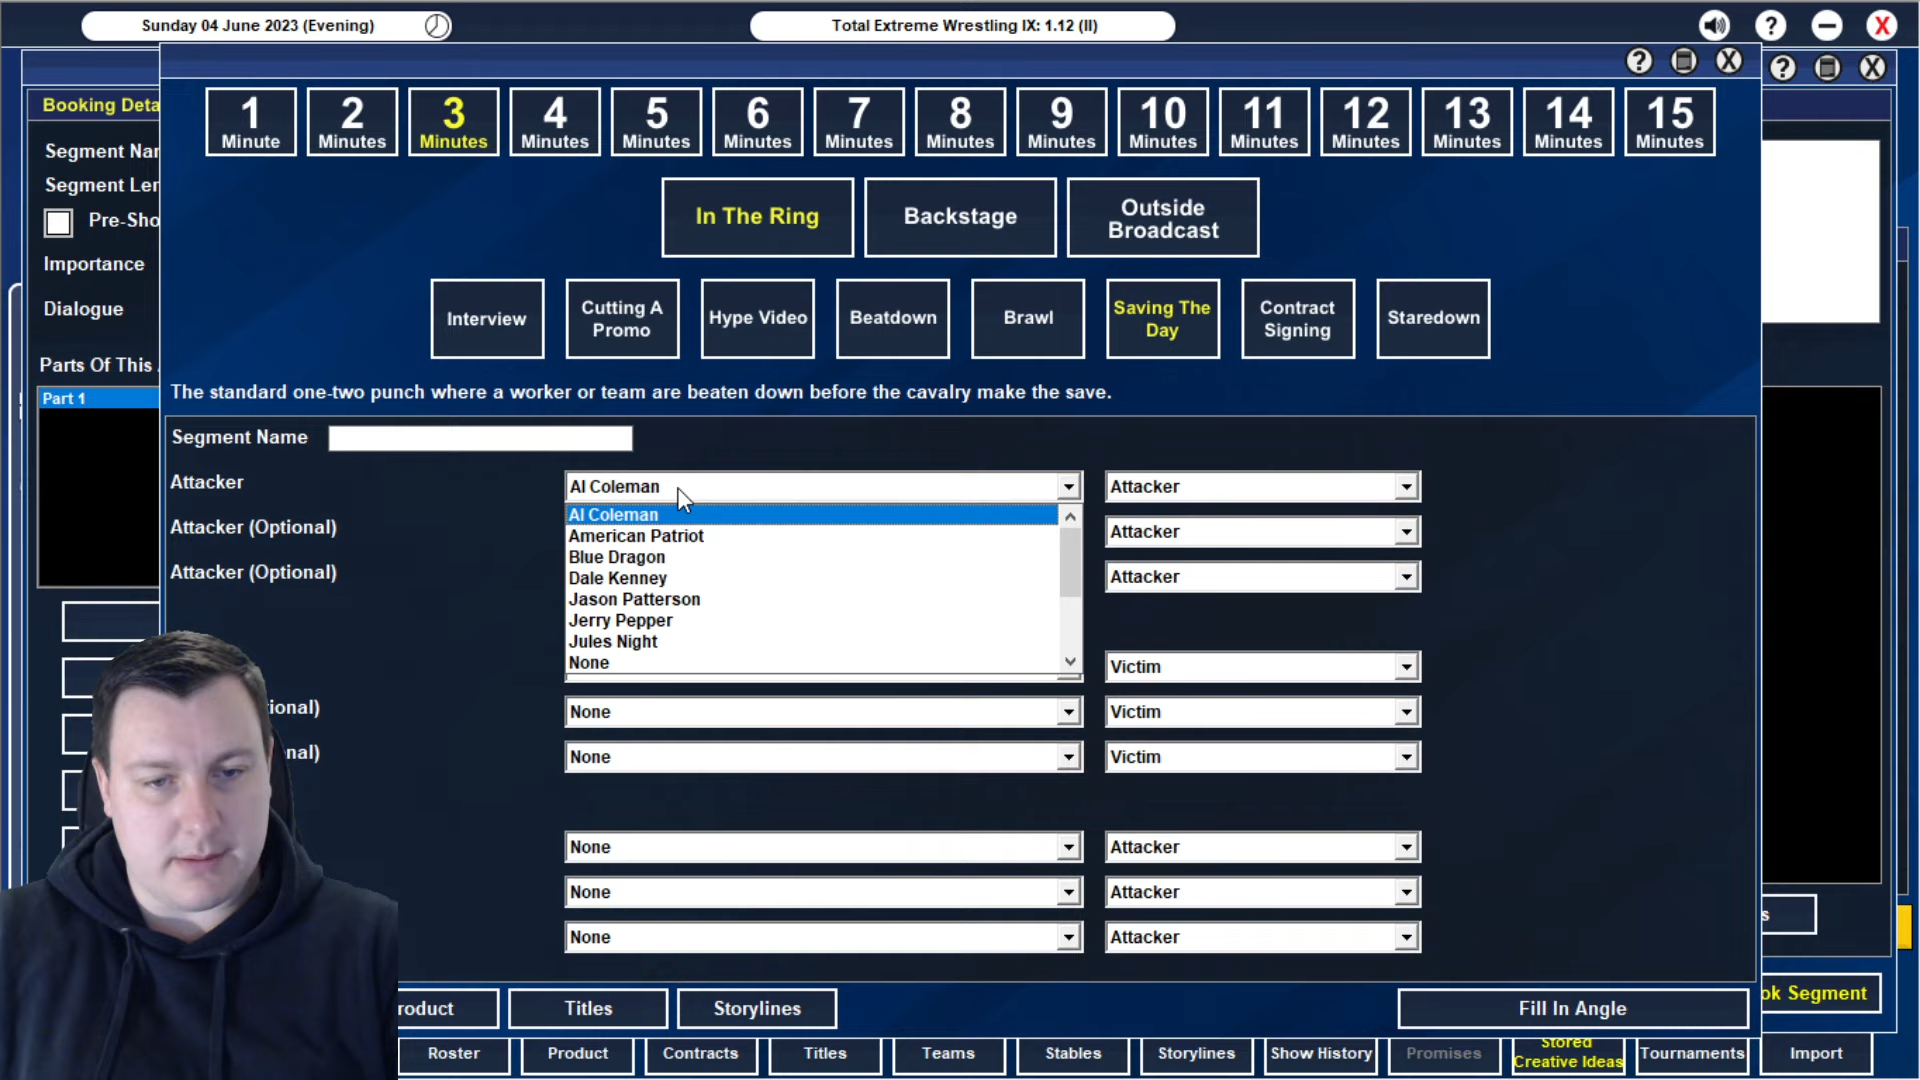 Sunday 04 June 2023 (Evening)
Total Extreme Wrestling IX: 1.12 (II)
?
X
? X
? X
Booking Deta
1 Minute
2 Minutes
3 Minutes
4 Minutes
5 Minutes
6 Minutes
7 Minutes
8 Minutes
9 Minutes
10 Minutes
11 Minutes
12 Minutes
13 Minutes
14 Minutes
15 Minutes
Segment Nar
Segment Ler
Pre-Sho
Importance
Dialogue
Parts Of This
Part 1
In The Ring
Backstage
Outside
Broadcast
Interview
Cutting A
Promo
Hype Video
Beatdown
Brawl
Saving The
Day
Contract
Signing
Staredown
The standard one-two punch where a worker or team are beaten down before the cavalry make the save.
Segment Name
Attacker
Al Coleman
Attacker
Attacker (Optional)
Attacker
Attacker (Optional)
Attacker
Al Coleman
American Patriot
Blue Dragon
Dale Kenney
Jason Patterson
Jerry Pepper
Jules Night
None
Victim
ional)
None
Victim
nal)
None
Victim
None
Attacker
None
Attacker
None
Attacker
s
roduct
Titles
Storylines
Fill In Angle
ok Segment
Roster
Product
Contracts
Titles
Teams
Stables
Storylines
Show History
Promises
Stored
Creative Ideas
Tournaments
Import